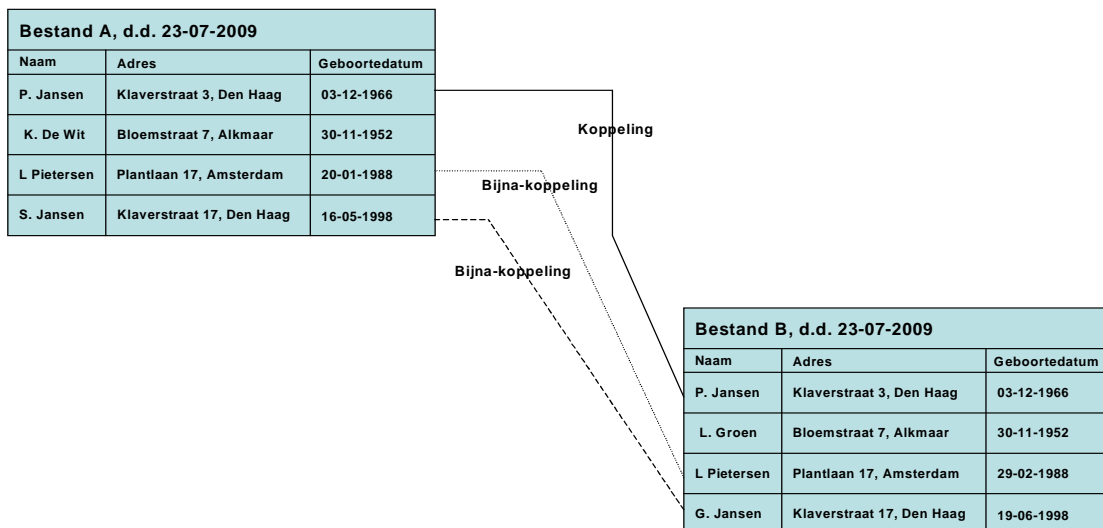 Bestand A, d.d. 23-07-2009
Naam Adres Geboortedatum
P. Jansen Klaverstraat 3, Den Haag 03-12-1966
K. De Wit Bloemstraat 7, Alkmaar 30-11-1952
L Pietersen Plantlaan 17, Amsterdam 20-01-1988
S. Jansen Klaverstraat 17, Den Haag 16-05-1998
Koppeling
Bijna-koppeling
Bijna-koppeling
Bestand B, d.d. 23-07-2009
Naam Adres Geboortedatum
P. Jansen Klaverstraat 3, Den Haag 03-12-1966
L. Groen Bloemstraat 7, Alkmaar 30-11-1952
L Pietersen Plantlaan 17, Amsterdam 29-02-1988
G. Jansen Klaverstraat 17, Den Haag 19-06-1998